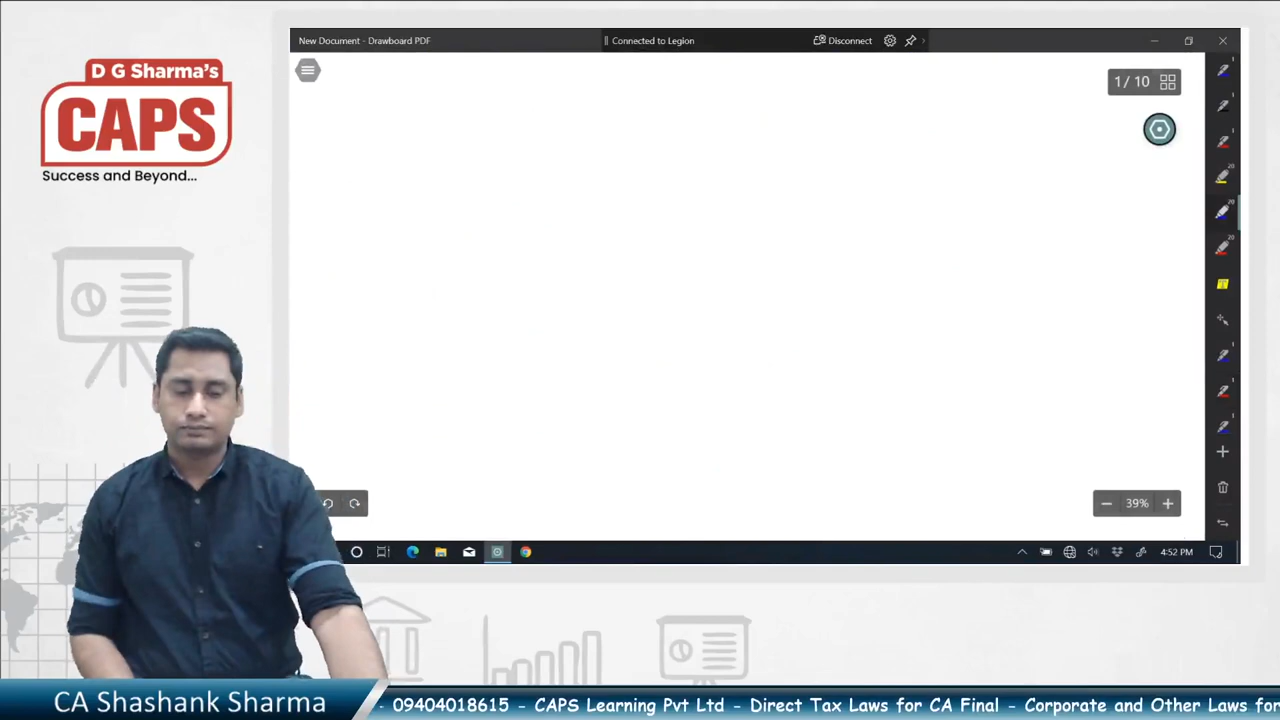 D G Sharma's
CAPS
Success and Beyond...
New Document - Drawboard PDF
Connected to Legion
Disconnect
1 / 10
39%
4:52 PM
CA Shashank Sharma
- 09404018615 - CAPS Learning Pvt Ltd - Direct Tax Laws for CA Final - Corporate and Other Laws for